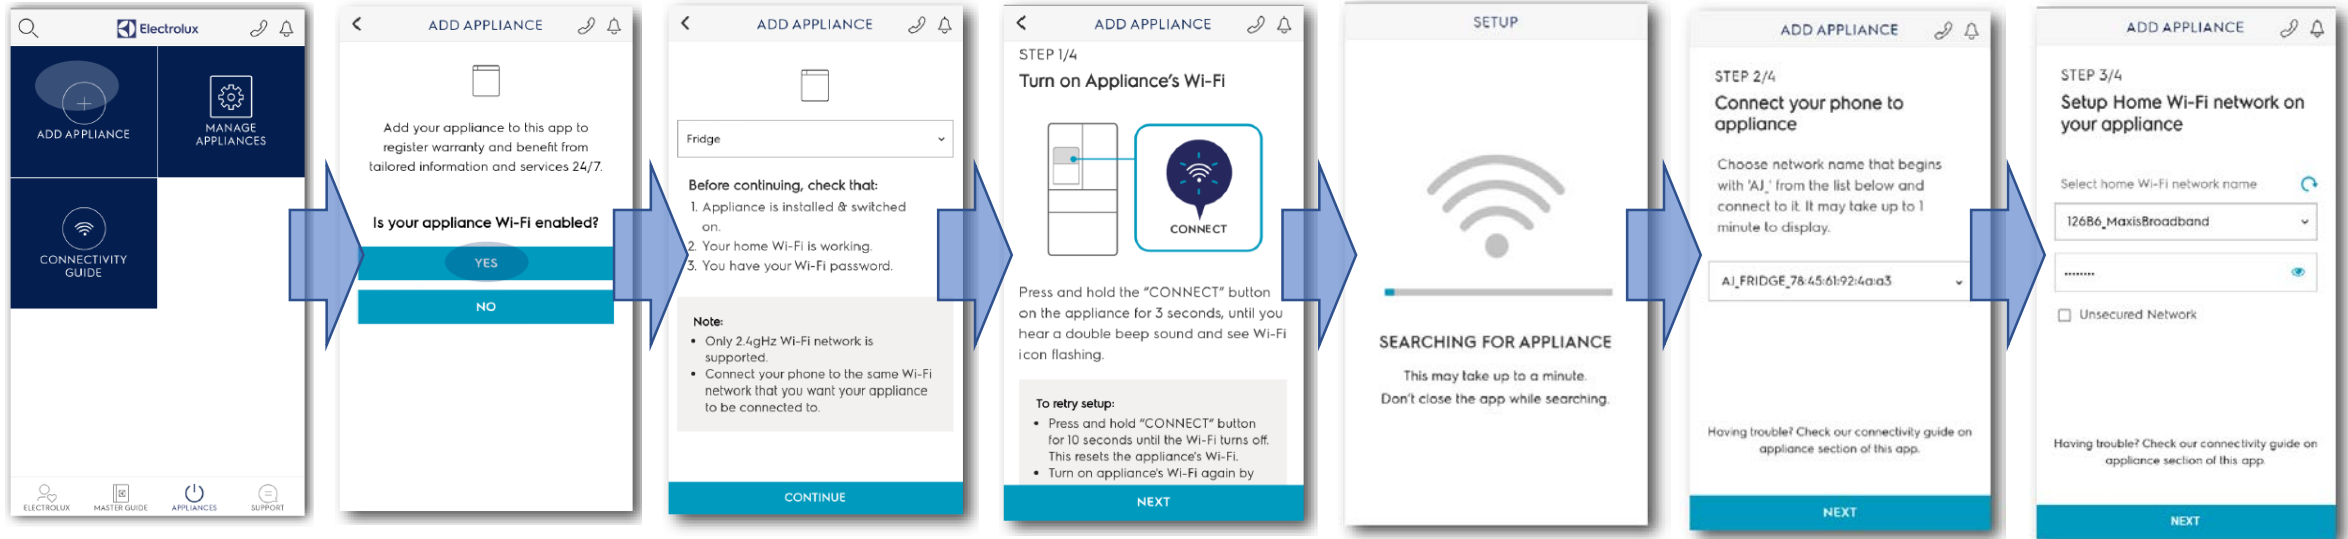 Electrolux
ADD APPLIANCE
MANAGE
APPLIANCES
CONNECTIVITY
GUIDE
ELECTROLUX
MASTER GUIDE
APPLIANCES
SUPPORT
ADD APPLIANCE
Add your appliance to this app to
register warranty and benefit from
tailored information and services 24/7.
Is your appliance Wi-Fi enabled?
YES
NO
ADD APPLIANCE
Fridge
Before continuing, check that:
1. Appliance is installed & switched
on.
2. Your home Wi-Fi is working.
3. You have your Wi-Fi password.
Note:
• Only 2.4gHz Wi-Fi network is
supported.
• Connect your phone to the same Wi-Fi
network that you want your appliance
to be connected to.
CONTINUE
ADD APPLIANCE
STEP 1/4
Turn on Appliance's Wi-Fi
CONNECT
Press and hold the "CONNECT" button
on the appliance for 3 seconds, until you
hear a double beep sound and see Wi-Fi
icon flashing.
To retry setup:
• Press and hold "CONNECT" button
for 10 seconds until the Wi-Fi turns off.
This resets the appliance's Wi-Fi.
• Turn on appliance's Wi-Fi again by
NEXT
SETUP
SEARCHING FOR APPLIANCE
This may take up to a minute.
Don't close the app while searching.
ADD APPLIANCE
STEP 2/4
Connect your phone to
appliance
Choose network name that begins
with 'AJ_' from the list below and
connect to it. It may take up to 1
minute to display.
AJ_FRIDGE_78:45:61:92:4a:a3
Having trouble? Check our connectivity guide on
appliance section of this app.
NEXT
ADD APPLIANCE
STEP 3/4
Setup Home Wi-Fi network on
your appliance
Select home Wi-Fi network name
126B6_MaxisBroadband
••••••••
Unsecured Network
Having trouble? Check our connectivity guide on
appliance section of this app.
NEXT